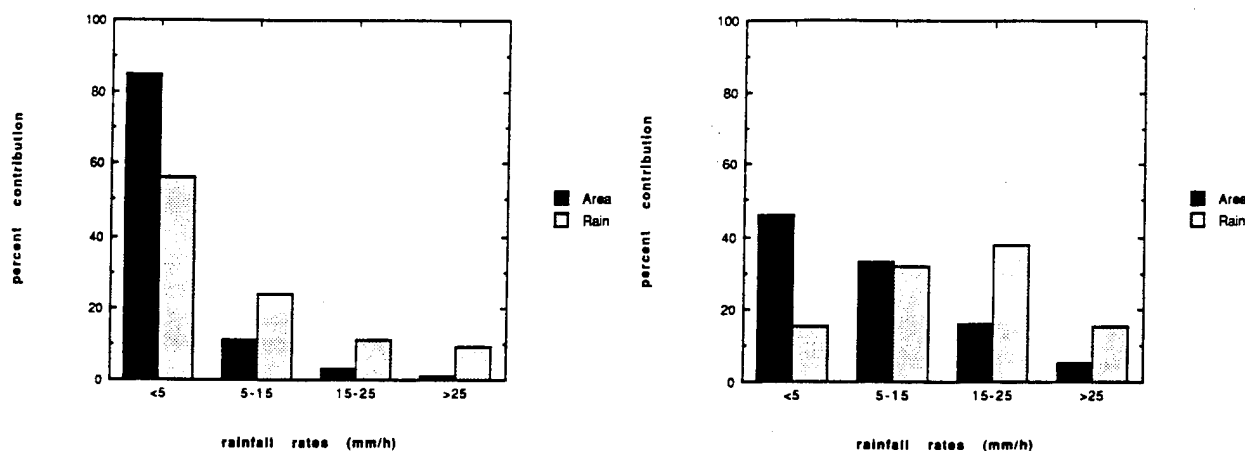 100
80
60
40
20
0
percent contribution
<5 5-15 15-25 >25
rainfall rates (mm/h)
Area
Rain
100
80
60
40
20
0
percent contribution
<5 5-15 15-25 >25
rainfall rates (mm/h)
Area
Rain